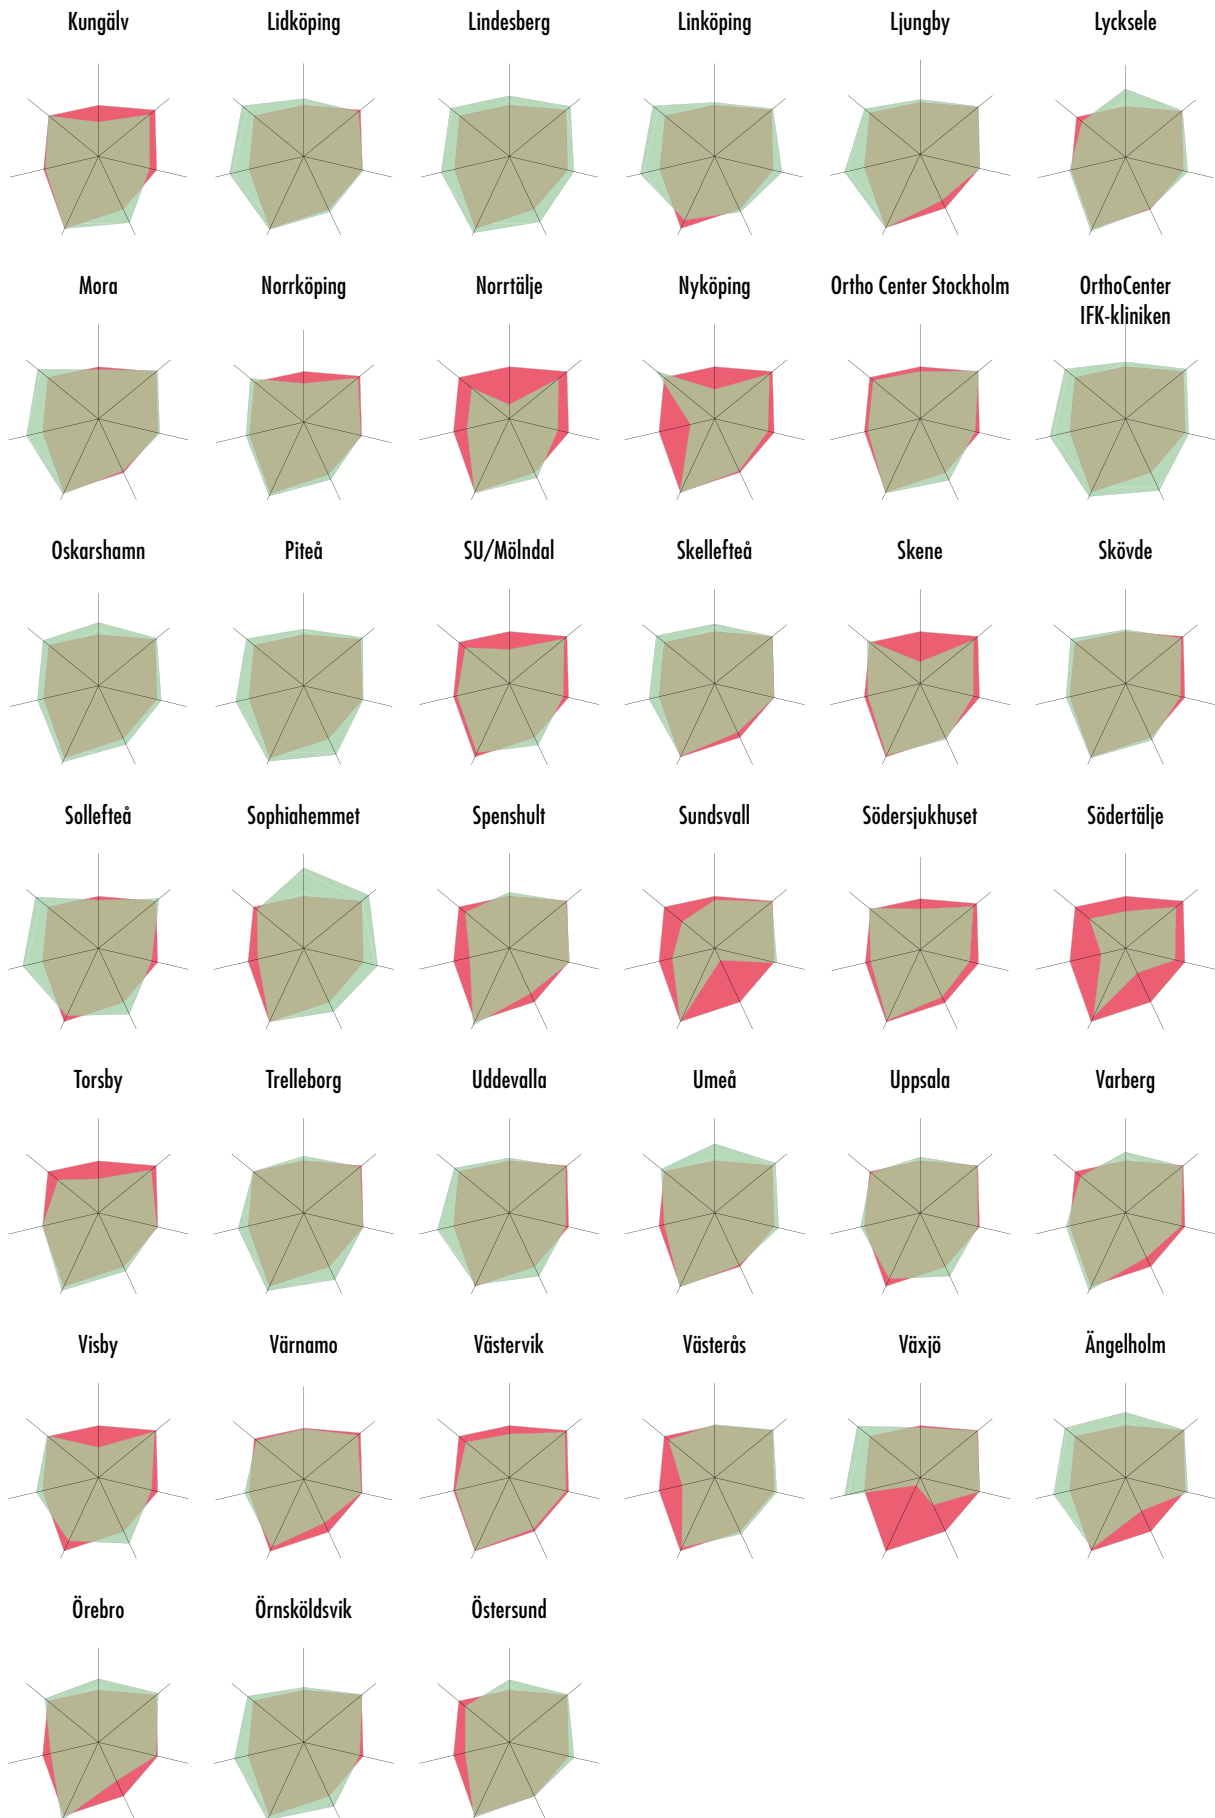 Kungälv
Lidköping
Lindesberg
Linköping
Ljungby
Lycksele
Mora
Norrköping
Norrtälje
Nyköping
Ortho Center Stockholm
OrthoCenter
IFK-kliniken
Oskarshamn
Piteå
SU/Mölndal
Skellefteå
Skene
Skövde
Sollefteå
Sophiahemmet
Spenshult
Sundsvall
Södersjukhuset
Södertälje
Torsby
Trelleborg
Uddevalla
Umeå
Uppsala
Varberg
Visby
Värnamo
Västervik
Västerås
Växjö
Ängelholm
Örebro
Örnsköldsvik
Östersund